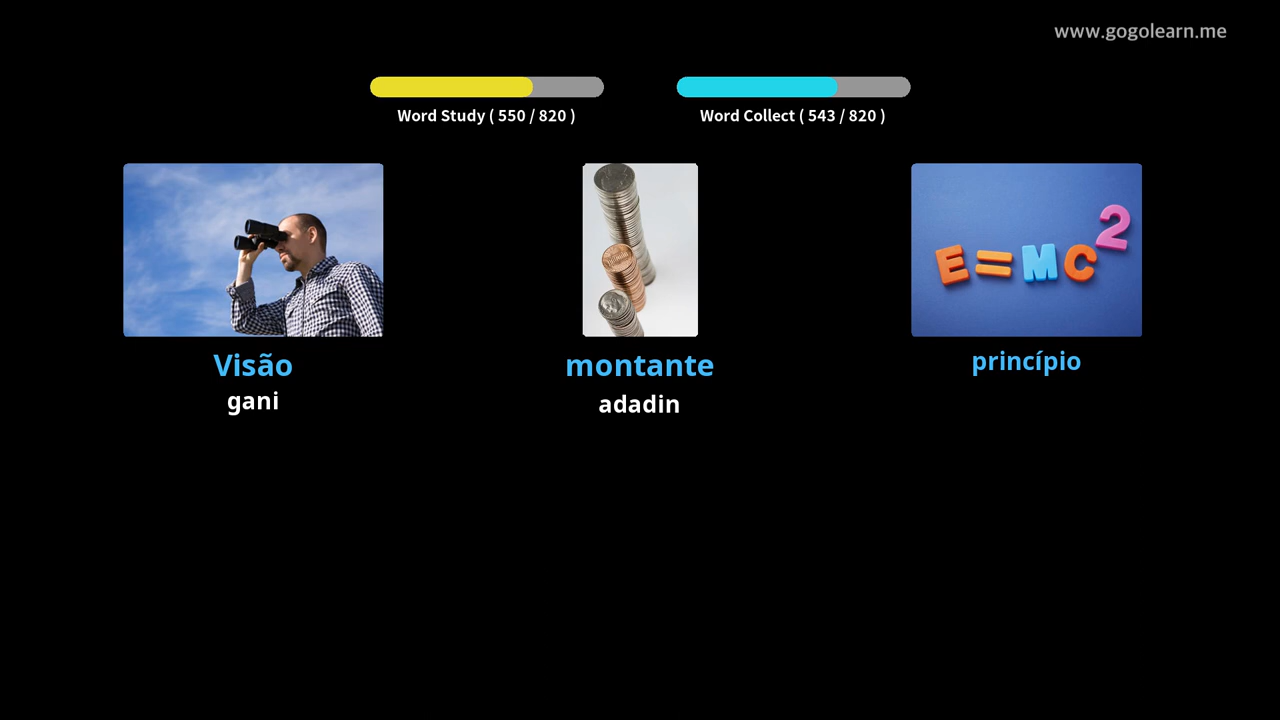 www.gogolearn.me
Word Study ( 550 / 820 )
Word Collect ( 543 / 820 )
E=MC2
Visão
gani
montante
adadin
princípio